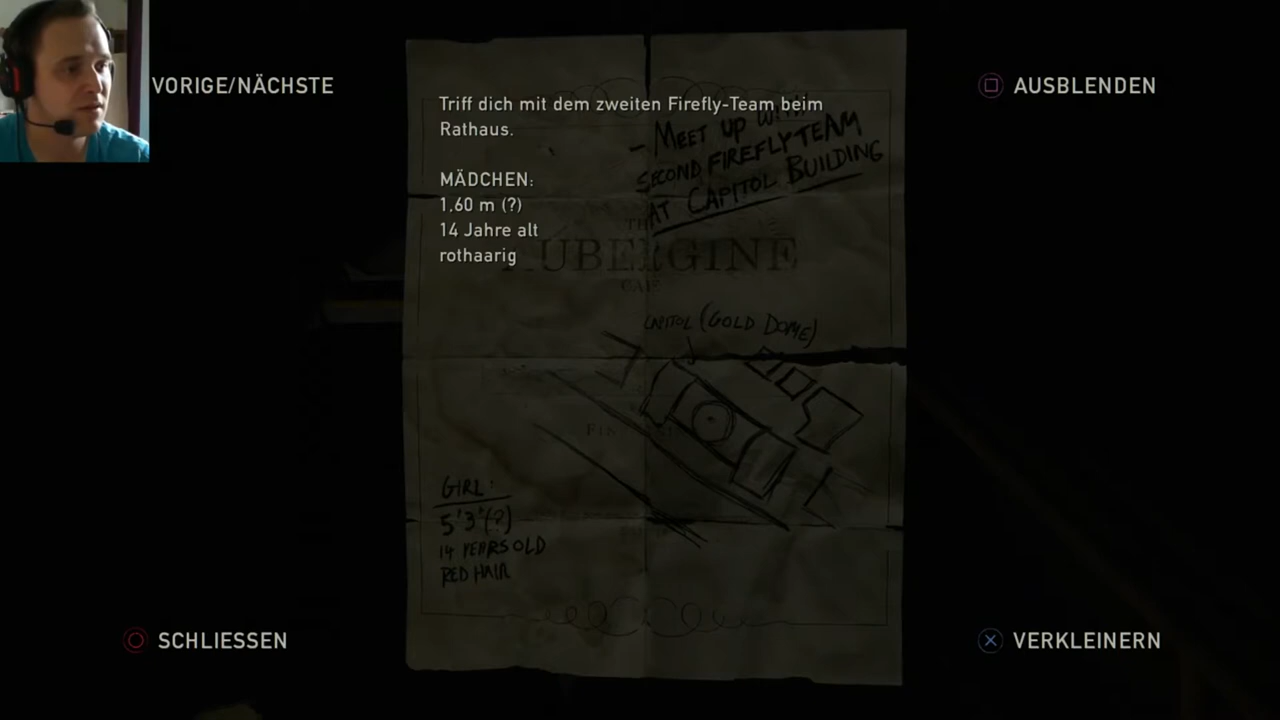 VORIGE/NÄCHSTE
AUSBLENDEN
Triff dich mit dem zweiten Firefly-Team beim
Rathaus.
MÄDCHEN:
1,60 m (?)
14 Jahre alt
rothaarig
- MEET UP WITH
SECOND FIREFLY TEAM
AT CAPITOL BUILDING
THE
AUBERGINE
CAFE
CAPITOL (GOLD DOME)
GIRL:
5'3" (?)
14 YEARS OLD
RED HAIR
SCHLIESSEN
VERKLEINERN